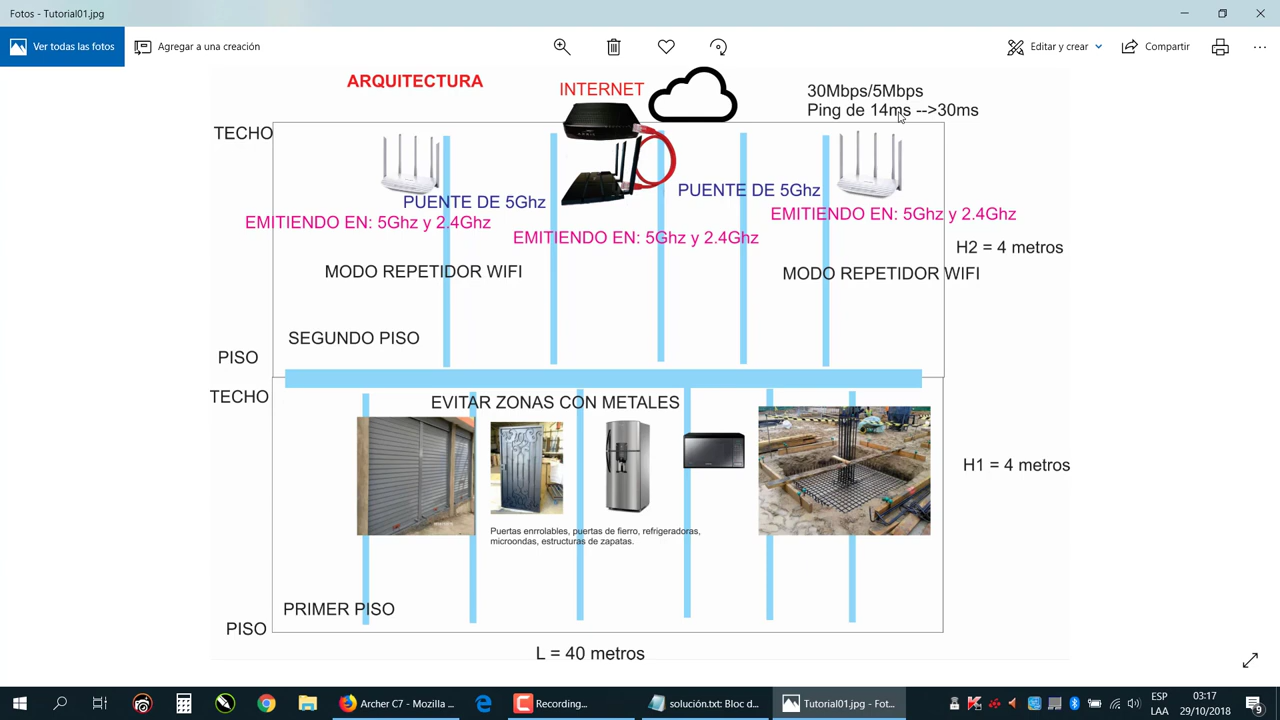 Fotos - Tutorial01.jpg
Ver todas las fotos
Agregar a una creación
Editar y crear
Compartir
ARQUITECTURA
INTERNET
30Mbps/5Mbps
Ping de 14ms -->30ms
TECHO
PUENTE DE 5Ghz
PUENTE DE 5Ghz
EMITIENDO EN: 5Ghz y 2.4Ghz
EMITIENDO EN: 5Ghz y 2.4Ghz
EMITIENDO EN: 5Ghz y 2.4Ghz
H2 = 4 metros
MODO REPETIDOR WIFI
MODO REPETIDOR WIFI
SEGUNDO PISO
PISO
TECHO
EVITAR ZONAS CON METALES
H1 = 4 metros
Puertas enrrolables, puertas de fierro, refrigeradoras,
microondas, estructuras de zapatas.
PRIMER PISO
PISO
L = 40 metros
Archer C7 - Mozilla ...
Recording...
solución.txt: Bloc d...
Tutorial01.jpg - Fot...
ESP
LAA
03:17
29/10/2018
9